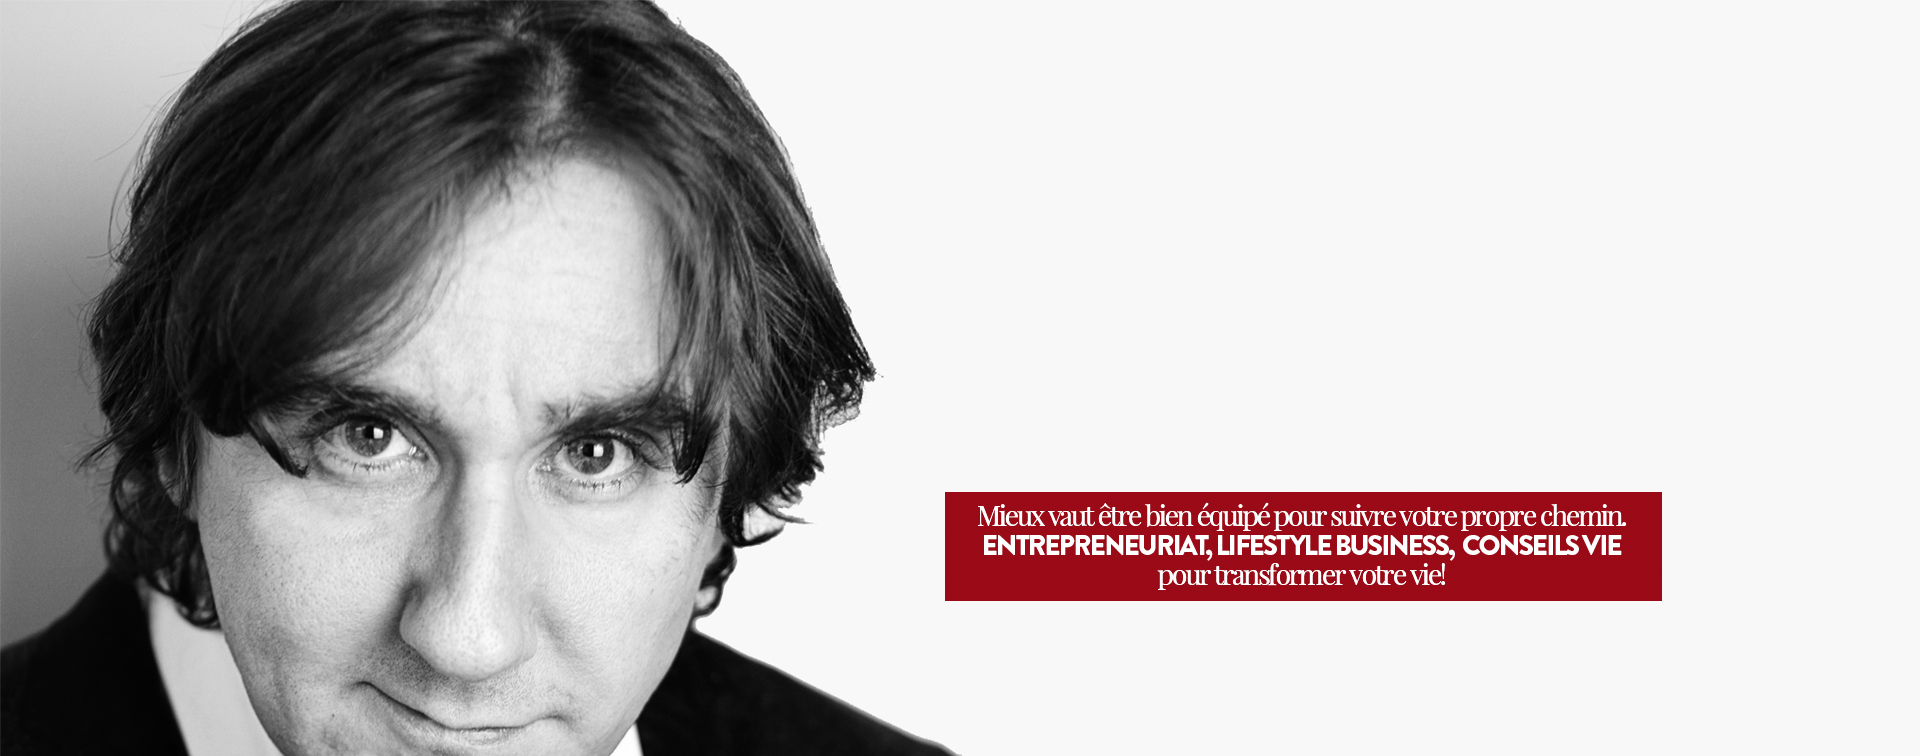 Mieux vaut être bien équipé pour suivre votre propre chemin.
ENTREPRENEURIAT, LIFESTYLE BUSINESS, CONSEILS VIE
pour transformer votre vie!